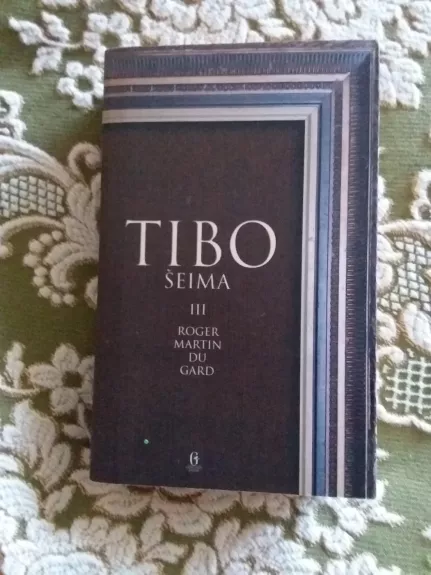 TIBO
ŠEIMA
III
ROGER
MARTIN
DU
GARD
G